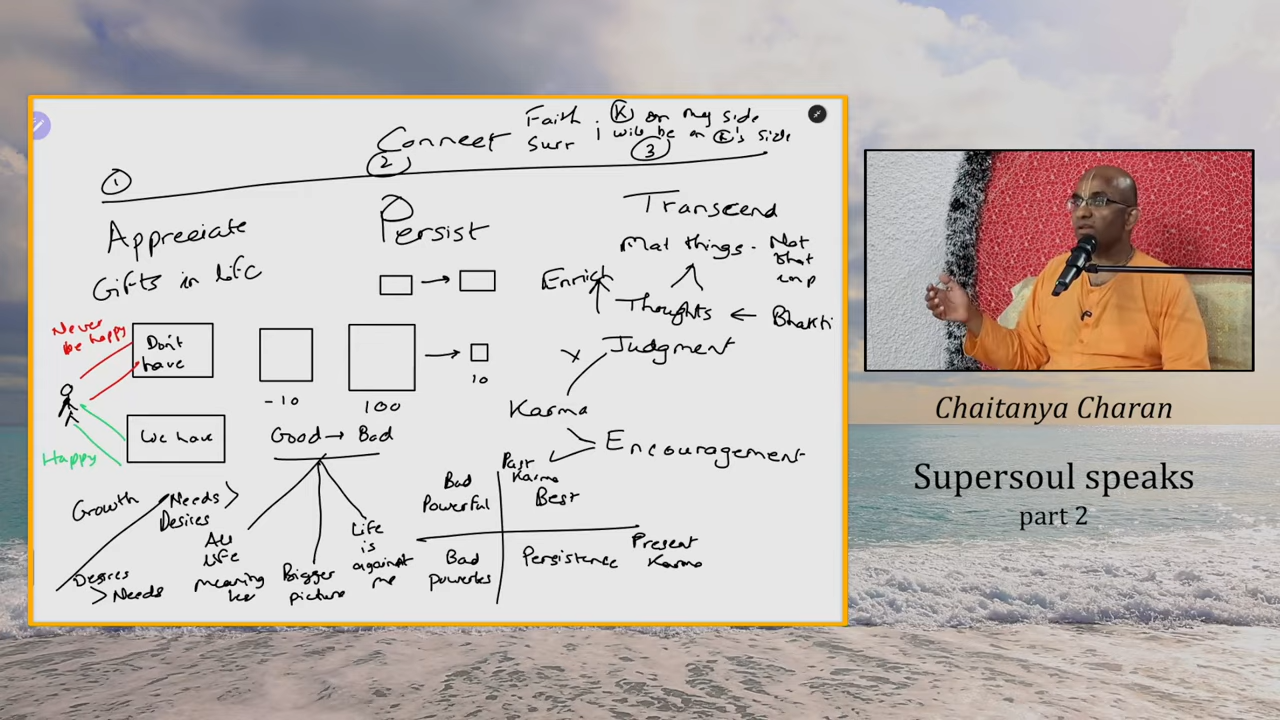 Connect
Faith : K on my side
Surr I will be on K's side
1
2
3
Appreciate
Gifts in life
Never
be happy
Don't
have
We have
Happy
Growth
Needs >
Desires
Desires
> Needs
Persist
-10
100
10
Good → Bad
All
life
meaning
less
Bigger
picture
Life
is
against
me
Transcend
Mat things - Not
that
imp
Enrich
Thoughts ← Bhakti
x
Judgment
Karma
Encouragement
Past
Karma
Bad
Powerful
Best
Bad
powerless
Persistence
Present
Karma
Chaitanya Charan
Supersoul speaks
part 2